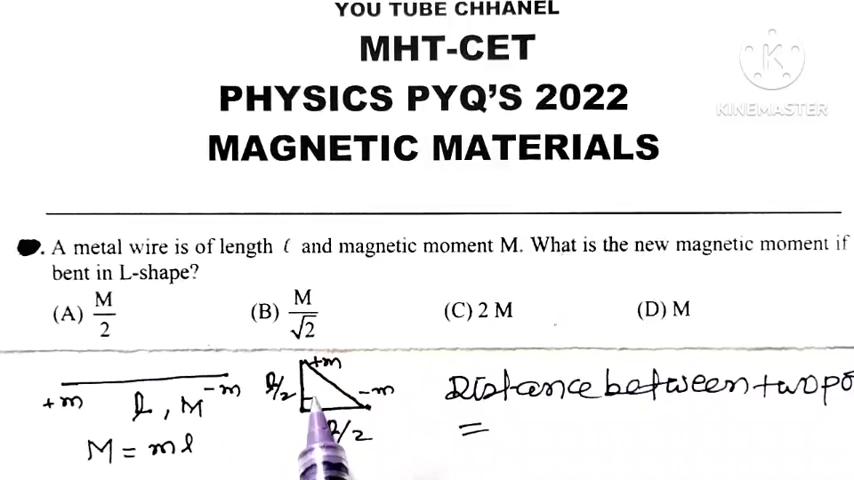 YOU TUBE CHHANEL
MHT-CET
PHYSICS PYQ'S 2022
MAGNETIC MATERIALS
KINEMASTER
. A metal wire is of length ℓ and magnetic moment M. What is the new magnetic moment if
bent in L-shape?
(A) M/2 (B) M/√2 (C) 2 M (D) M
+m l, M -m
M = ml
+m
l/2 -m
l/2
Distance between two po
=